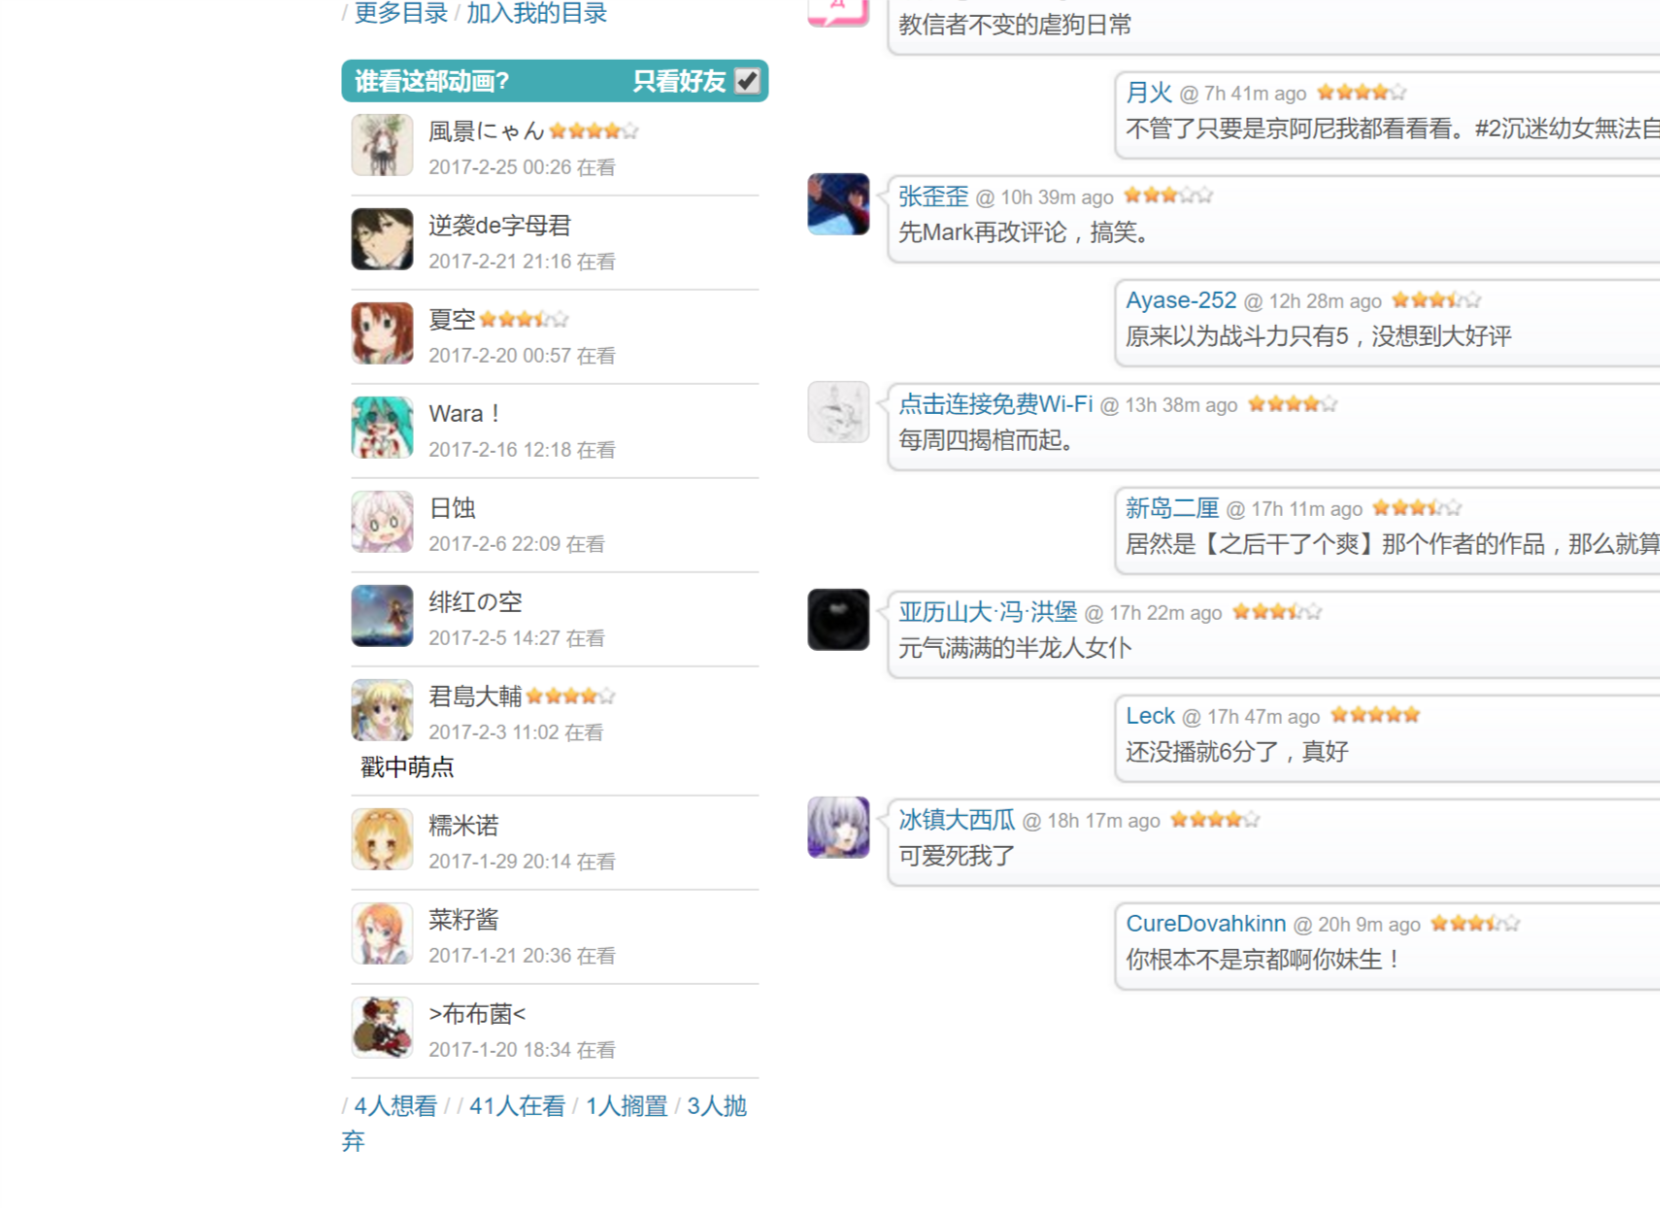 / 更多目录 / 加入我的目录
谁看这部动画?
只看好友
風景にゃん
2017-2-25 00:26 在看
逆袭de字母君
2017-2-21 21:16 在看
夏空
2017-2-20 00:57 在看
Wara！
2017-2-16 12:18 在看
日蚀
2017-2-6 22:09 在看
绯红の空
2017-2-5 14:27 在看
君島大輔
2017-2-3 11:02 在看
戳中萌点
糯米诺
2017-1-29 20:14 在看
菜籽酱
2017-1-21 20:36 在看
>布布菌<
2017-1-20 18:34 在看
/ 4人想看 / / 41人在看 / 1人搁置 / 3人抛
弃
教信者不变的虐狗日常
月火 @ 7h 41m ago
不管了只要是京阿尼我都看看看。#2沉迷幼女無法自
张歪歪 @ 10h 39m ago
先Mark再改评论，搞笑。
Ayase-252 @ 12h 28m ago
原来以为战斗力只有5，没想到大好评
点击连接免费Wi-Fi @ 13h 38m ago
每周四揭棺而起。
新岛二厘 @ 17h 11m ago
居然是【之后干了个爽】那个作者的作品，那么就算
亚历山大·冯·洪堡 @ 17h 22m ago
元气满满的半龙人女仆
Leck @ 17h 47m ago
还没播就6分了，真好
冰镇大西瓜 @ 18h 17m ago
可爱死我了
CureDovahkinn @ 20h 9m ago
你根本不是京都啊你妹生！